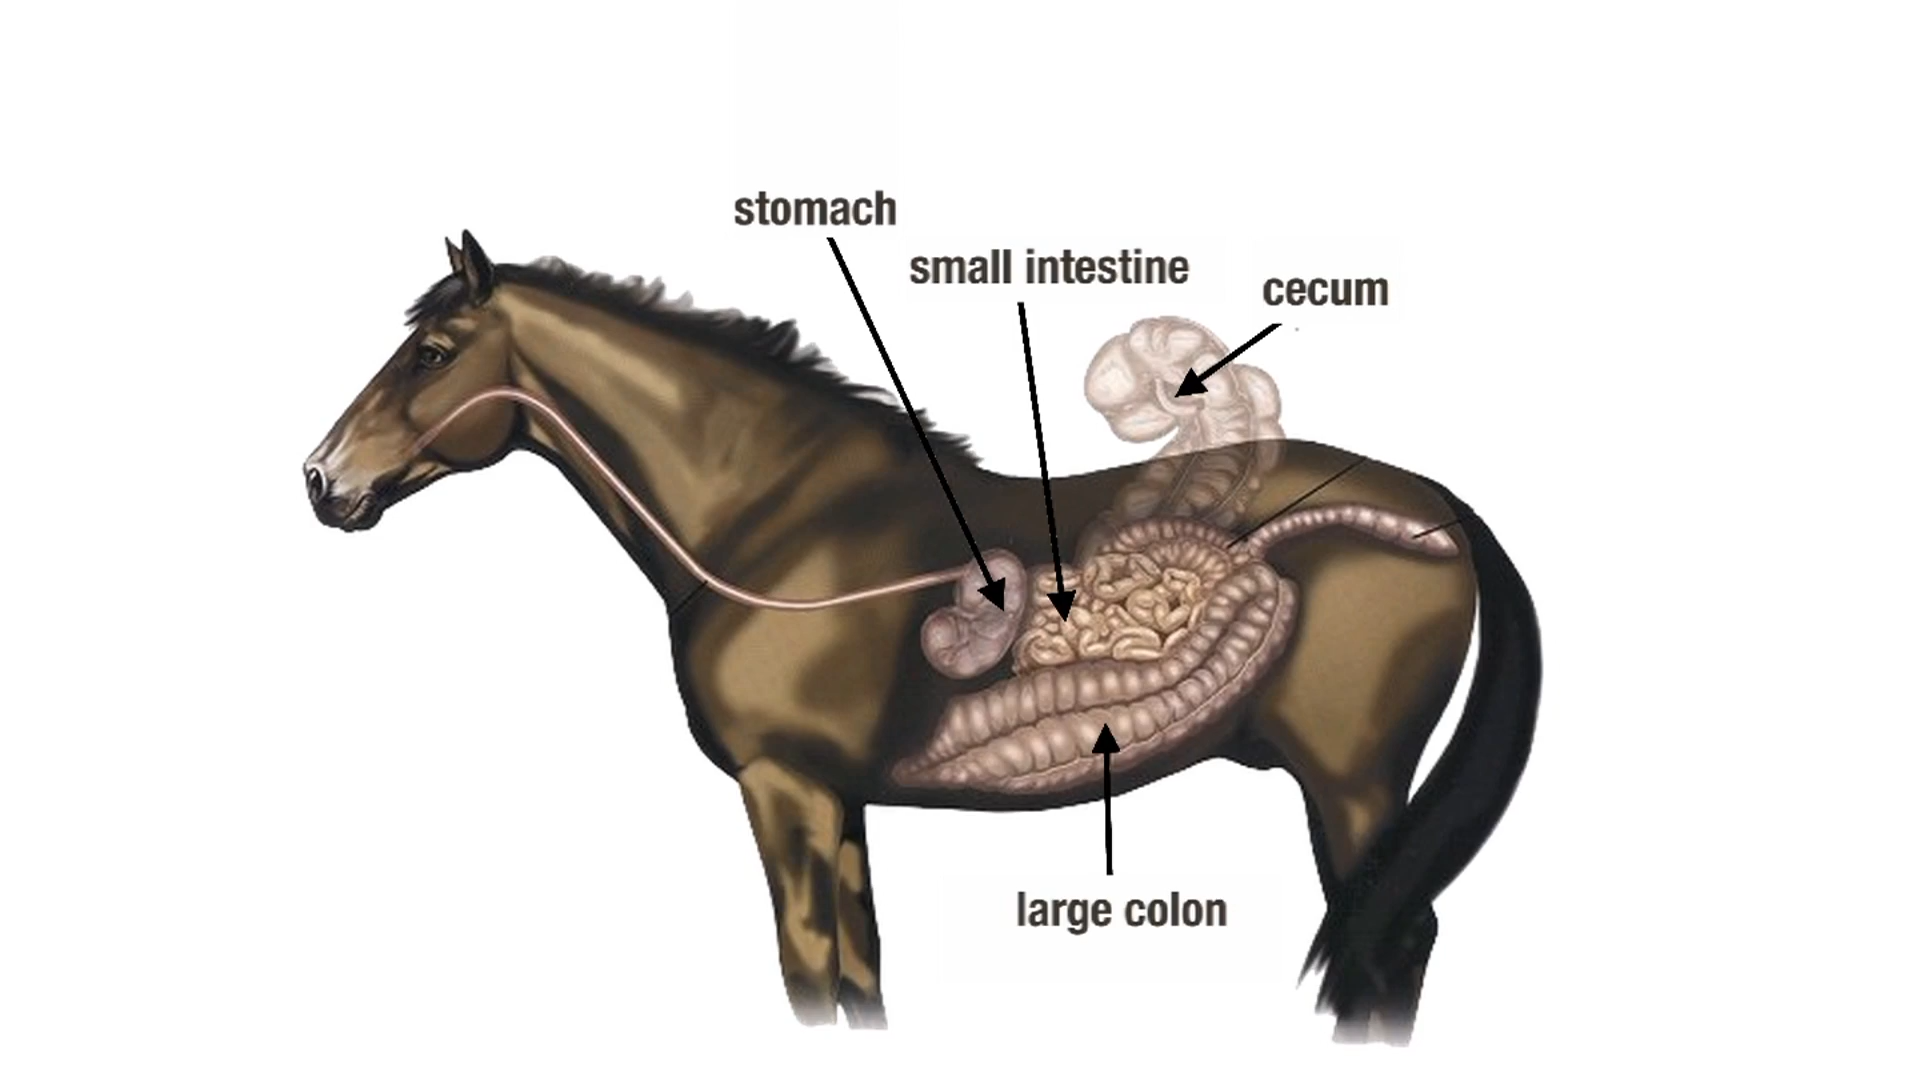 stomach
small intestine
cecum
large colon